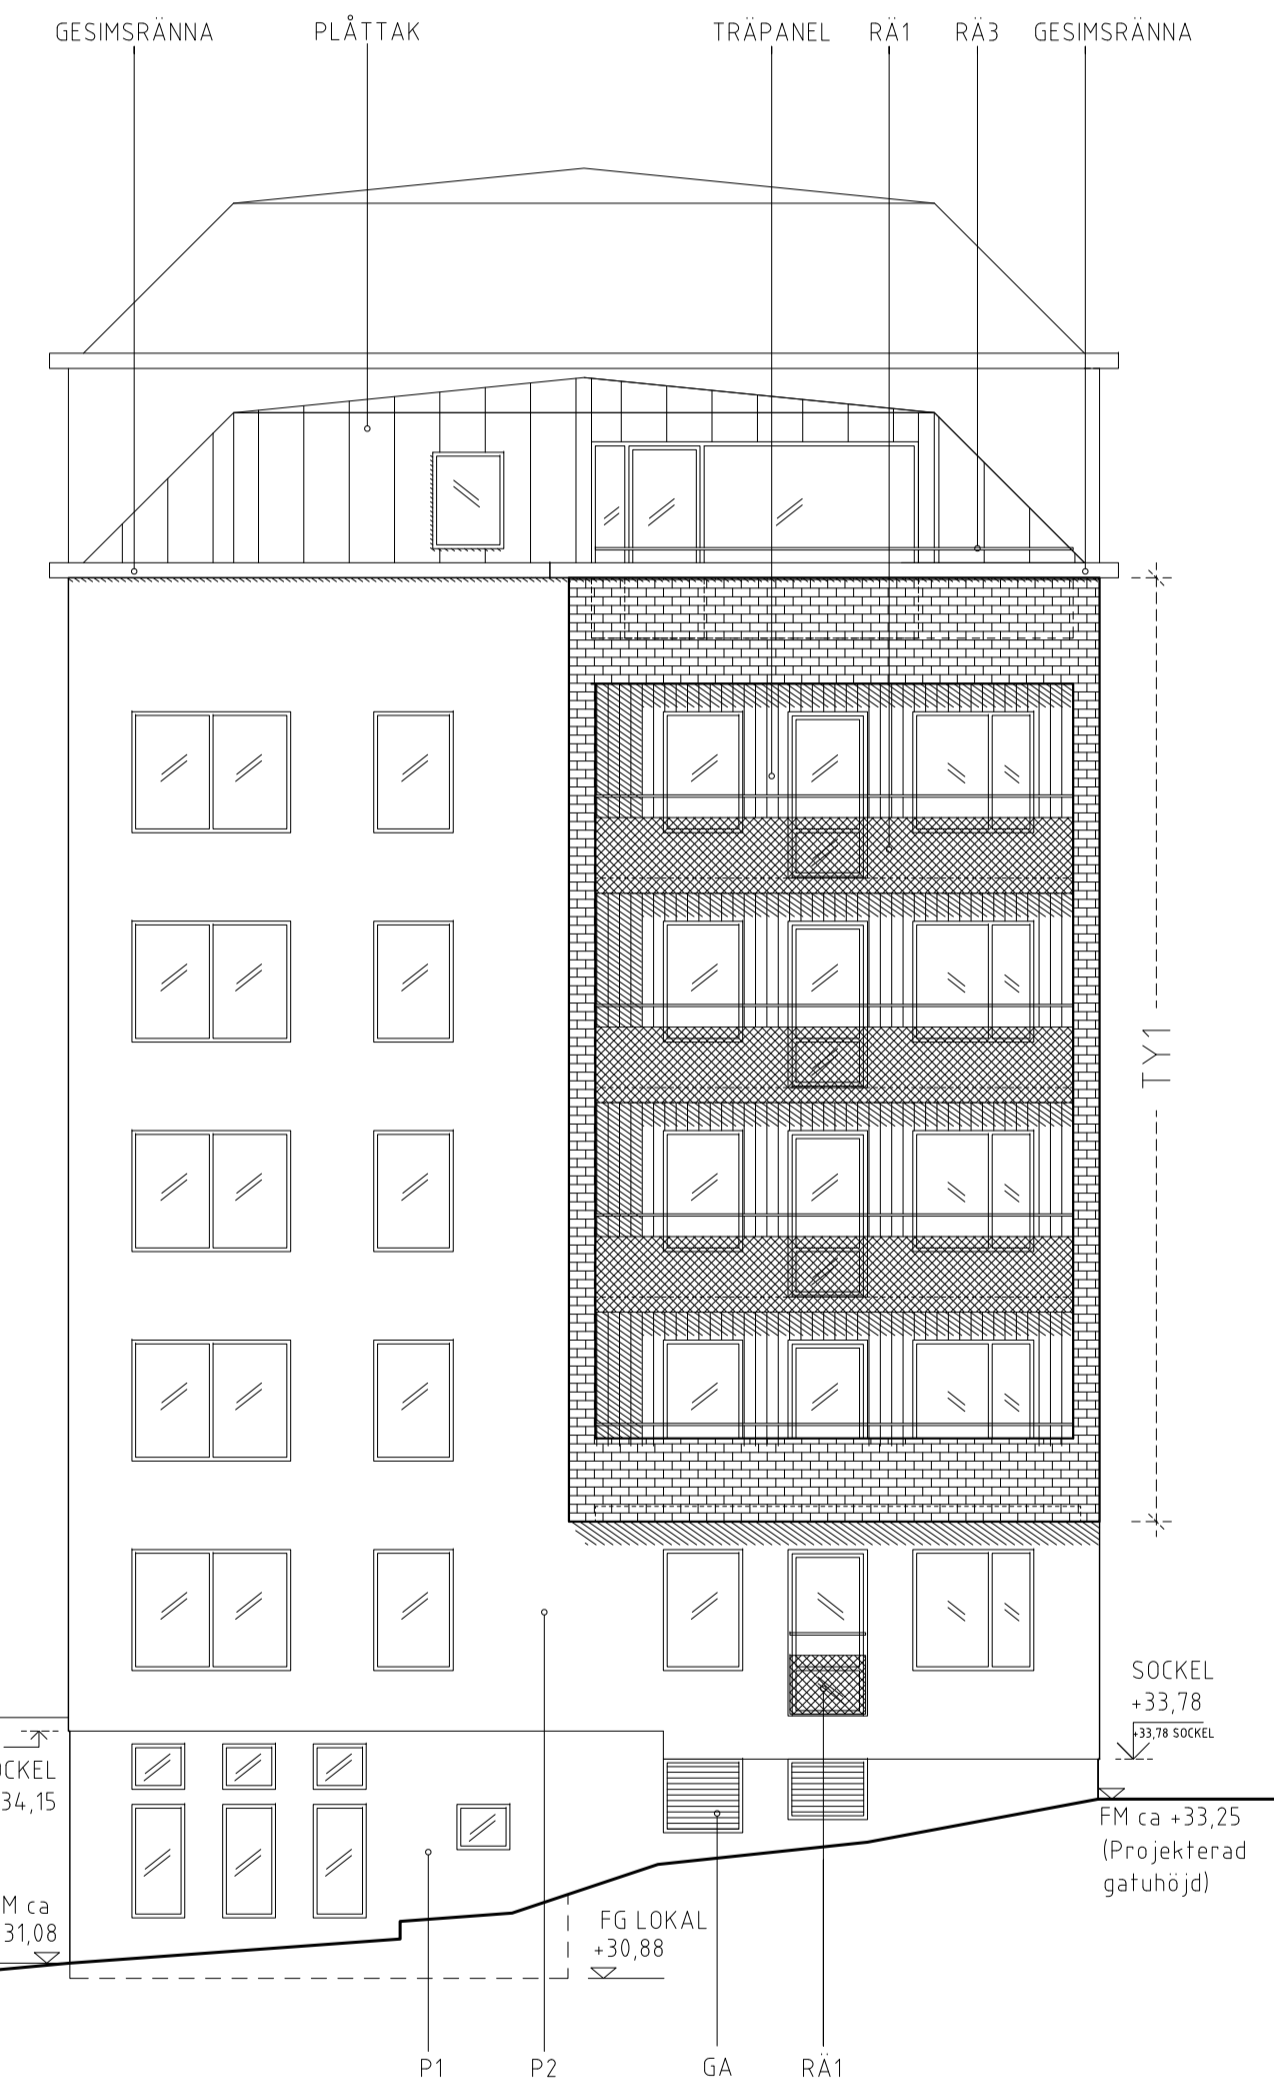 GESIMSRÄNNA
PLÅTTAK
TRÄPANEL
RÄ1
RÄ3
GESIMSRÄNNA
TY1
SOCKEL
+33,78
+33,78 SOCKEL
OCKEL
34,15
FM ca +33,25
(Projekterad
gatuhöjd)
M ca
31,08
FG LOKAL
+30,88
P1
P2
GA
RÄ1